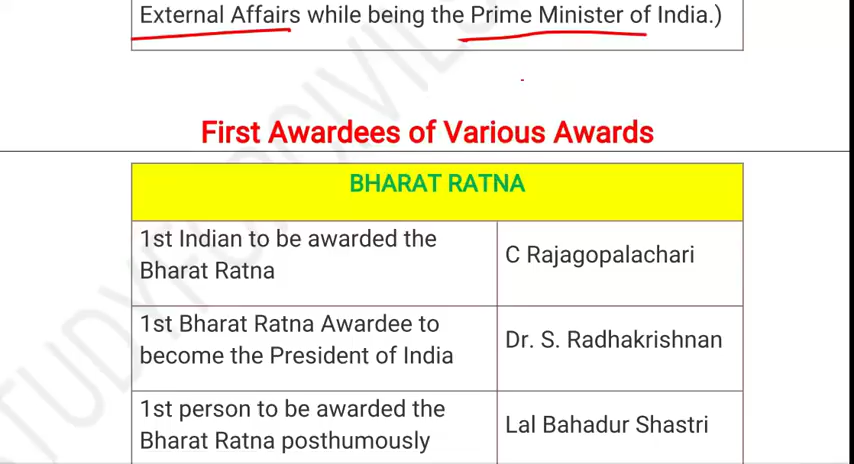 External Affairs while being the Prime Minister of India.)
First Awardees of Various Awards
BHARAT RATNA
1st Indian to be awarded the
Bharat Ratna
C Rajagopalachari
1st Bharat Ratna Awardee to
become the President of India
Dr. S. Radhakrishnan
1st person to be awarded the
Bharat Ratna posthumously
Lal Bahadur Shastri
STUDYFORCIVILS